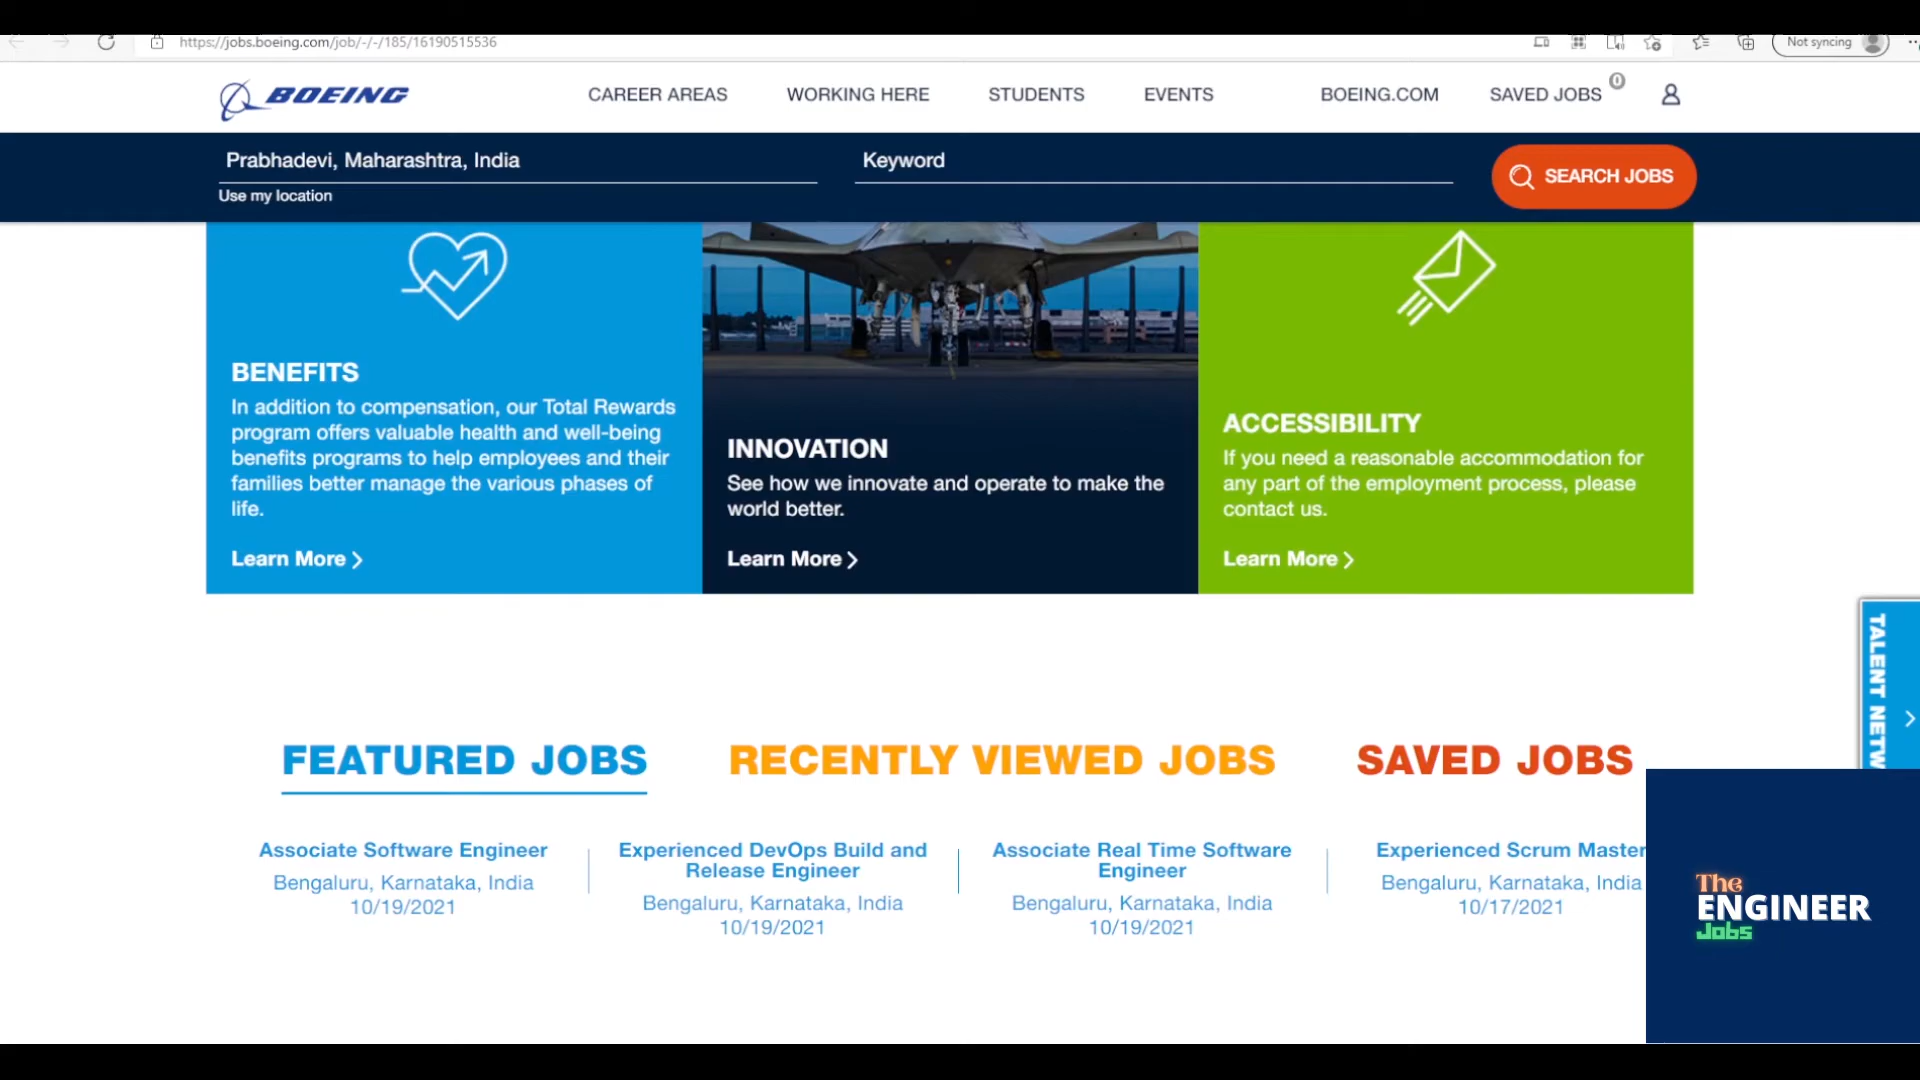 https://jobs.boeing.com/job/-/-/185/16190515536
Not syncing
BOEING
CAREER AREAS
WORKING HERE
STUDENTS
EVENTS
BOEING.COM
SAVED JOBS
0
Prabhadevi, Maharashtra, India
Keyword
SEARCH JOBS
Use my location
BENEFITS
In addition to compensation, our Total Rewards
program offers valuable health and well-being
benefits programs to help employees and their
families better manage the various phases of
life.
Learn More
INNOVATION
See how we innovate and operate to make the
world better.
Learn More
ACCESSIBILITY
If you need a reasonable accommodation for
any part of the employment process, please
contact us.
Learn More
TALENT NETW
FEATURED JOBS
RECENTLY VIEWED JOBS
SAVED JOBS
Associate Software Engineer
Bengaluru, Karnataka, India
10/19/2021
Experienced DevOps Build and
Release Engineer
Bengaluru, Karnataka, India
10/19/2021
Associate Real Time Software
Engineer
Bengaluru, Karnataka, India
10/19/2021
Experienced Scrum Master
Bengaluru, Karnataka, India
10/17/2021
The
ENGINEER
Jobs